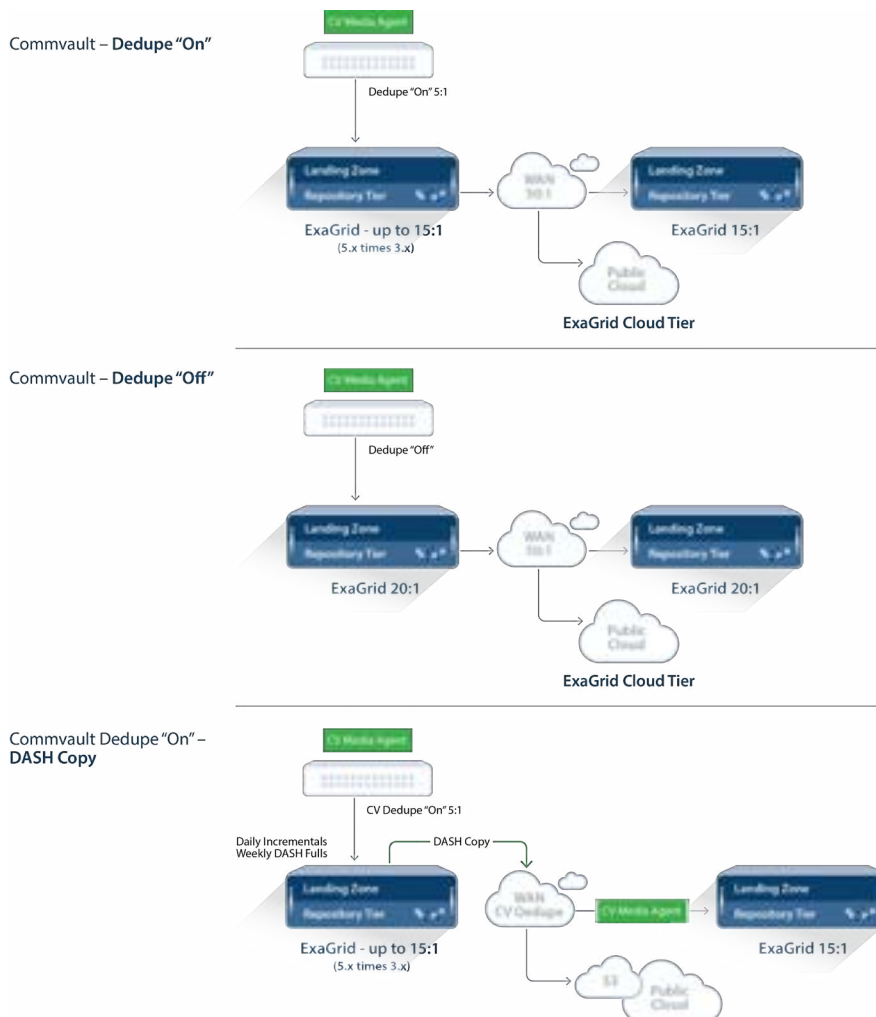 CV Media Agent
Commvault – Dedupe “On”
Dedupe “On” 5:1
Landing Zone
Repository Tier
WAN
Landing Zone
Repository Tier
ExaGrid - up to 15:1
(5.x times 3.x)
ExaGrid 15:1
Public
Cloud
ExaGrid Cloud Tier
Commvault – Dedupe “Off”
CV Media Agent
Dedupe “Off”
Landing Zone
Repository Tier
WAN
Landing Zone
Repository Tier
ExaGrid 20:1
ExaGrid 20:1
Public
Cloud
ExaGrid Cloud Tier
Commvault Dedupe “On” –
DASH Copy
CV Media Agent
CV Dedupe “On” 5:1
Daily Incrementals
Weekly DASH Fulls
DASH Copy
Landing Zone
Repository Tier
WAN
CV Dedupe
CV Media Agent
Landing Zone
Repository Tier
ExaGrid - up to 15:1
(5.x times 3.x)
ExaGrid 15:1
S3
Public
Cloud